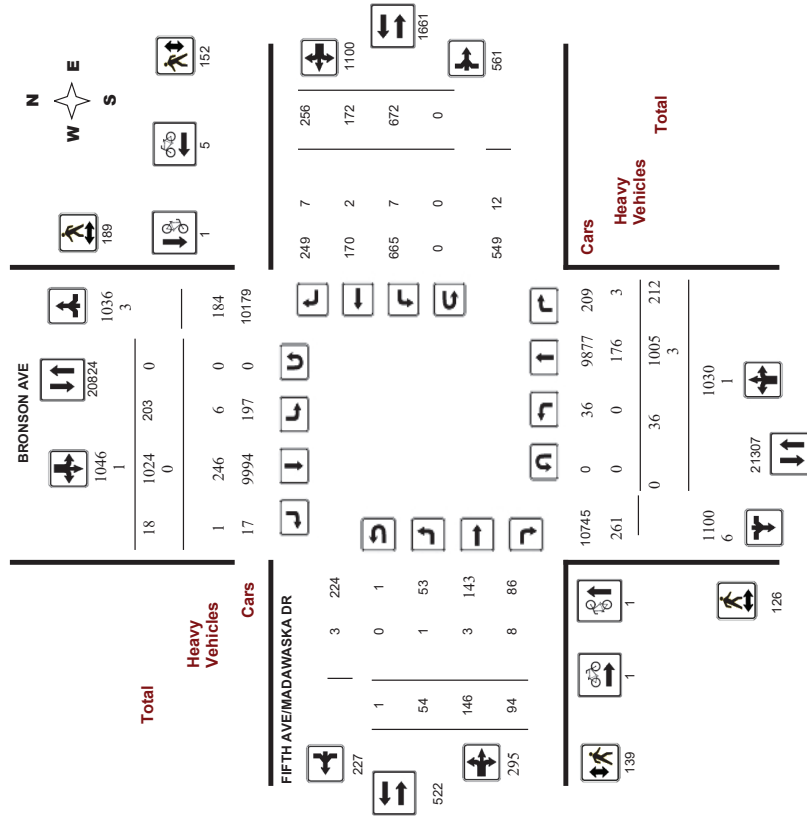 N
W E
S
152
5
189
1
BRONSON AVE
1036
3
20824
1046
1
18 1024 203 0
0
1 246 6 0 184
17 9994 197 0 10179
Total
Heavy
Vehicles
Cars
1661
1100
561
256
172
672
0
7
2
7
0
12
249
170
665
0
549
FIFTH AVE/MADAWASKA DR
227
522
295
3 224
1 0 1
54 1 53
146 3 143
94 8 86
Cars
Heavy
Vehicles
Total
10745 0 36 9877 209
261 0 0 176 3
0 36 1005 212
3
1100
6
1030
1
21307
1
1
139
126